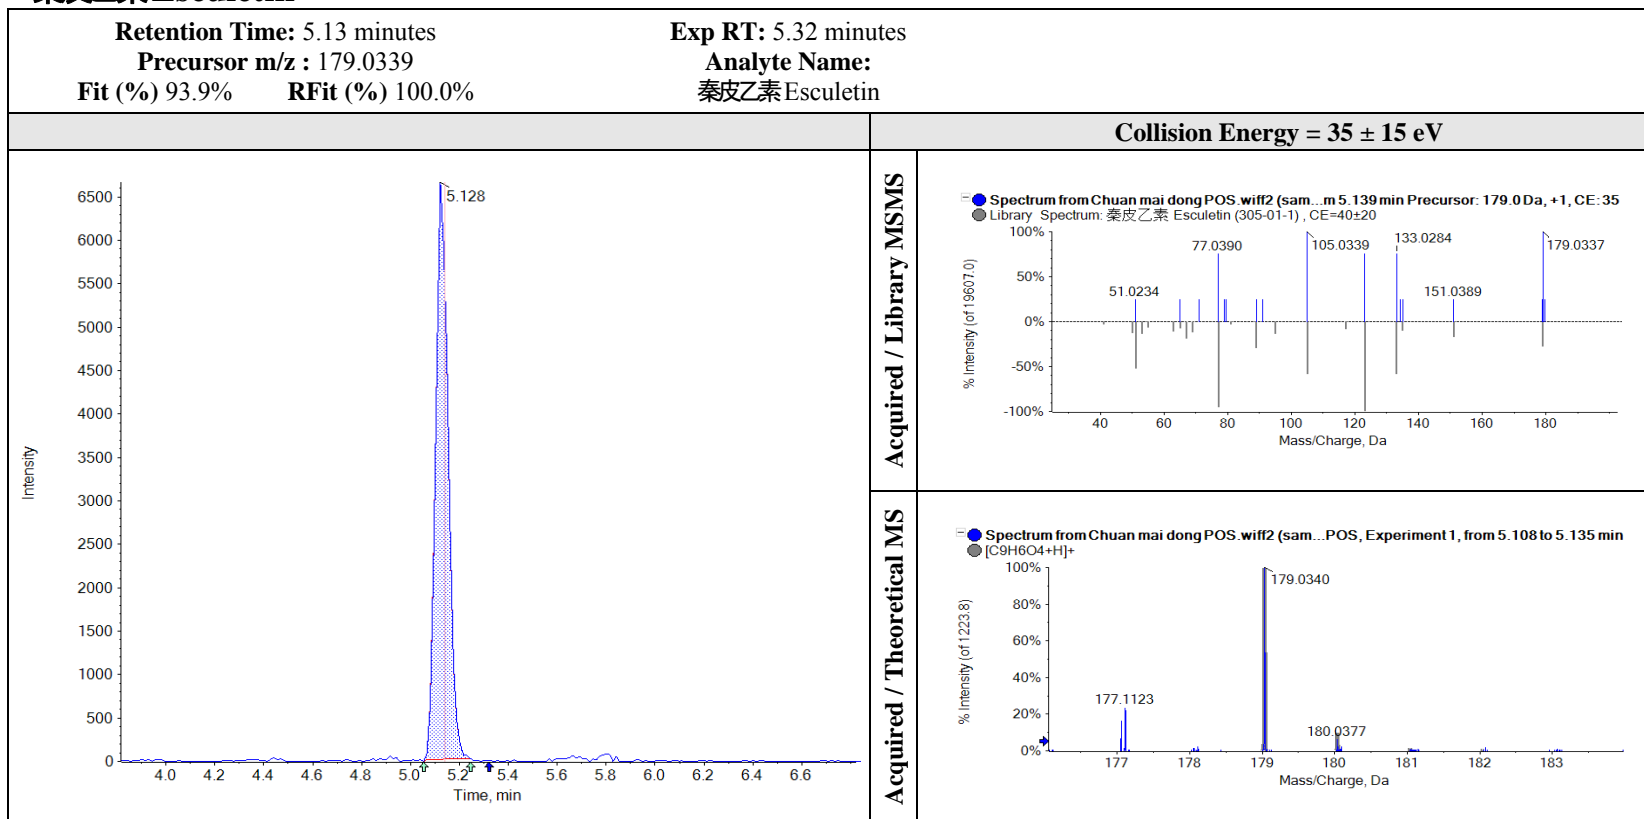 Retention Time: 5.13 minutes
Exp RT: 5.32 minutes
Precursor m/z : 179.0339
Analyte Name:
Fit (%) 93.9% RFit (%) 100.0%
秦皮乙素Esculetin
Collision Energy = 35 ± 15 eV
6500
6000
5500
5000
4500
4000
3500
3000
2500
2000
1500
1000
500
0
Intensity
5.128
4.0 4.2 4.4 4.6 4.8 5.0 5.2 5.4 5.6 5.8 6.0 6.2 6.4 6.6
Time, min
Acquired / Library MSMS
Spectrum from Chuan mai dong POS.wiff2 (sam...m 5.139 min Precursor: 179.0 Da, +1, CE: 35
Library Spectrum: 秦皮乙素 Esculetin (305-01-1) , CE=40±20
100%
50%
0%
-50%
-100%
% Intensity (of 19607.0)
51.0234
77.0390
105.0339
133.0284
151.0389
179.0337
40 60 80 100 120 140 160 180
Mass/Charge, Da
Acquired / Theoretical MS
Spectrum from Chuan mai dong POS.wiff2 (sam...POS, Experiment 1, from 5.108 to 5.135 min
[C9H6O4+H]+
100%
80%
60%
40%
20%
0%
% Intensity (of 1223.8)
177.1123
179.0340
180.0377
177 178 179 180 181 182 183
Mass/Charge, Da